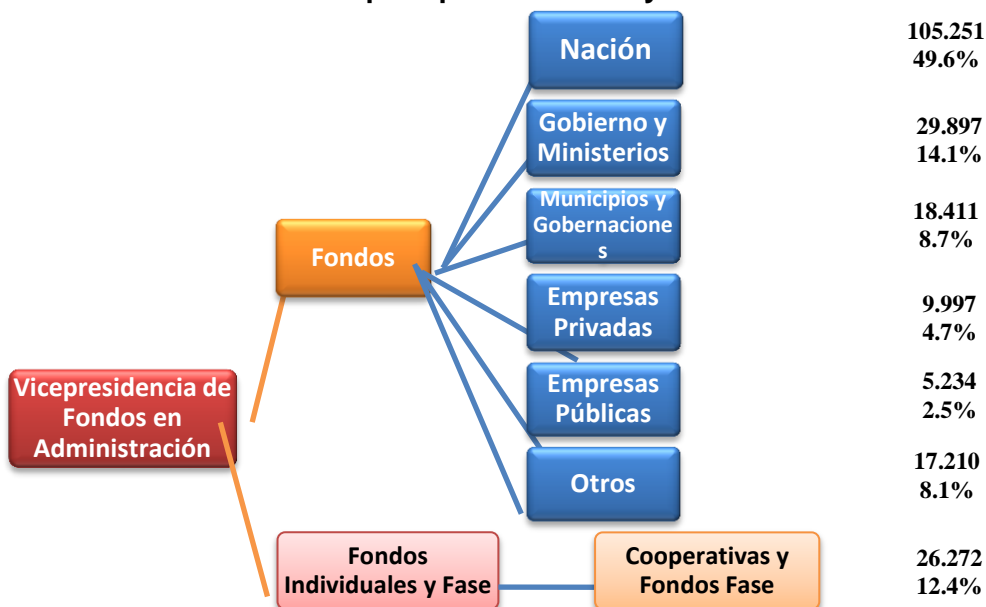 Nación
105.251
49.6%
Gobierno y
Ministerios
29.897
14.1%
Municipios y
Gobernacione
s
18.411
8.7%
Fondos
Empresas
Privadas
9.997
4.7%
Vicepresidencia de
Fondos en
Administración
Empresas
Públicas
5.234
2.5%
Otros
17.210
8.1%
Fondos
Individuales y Fase
Cooperativas y
Fondos Fase
26.272
12.4%